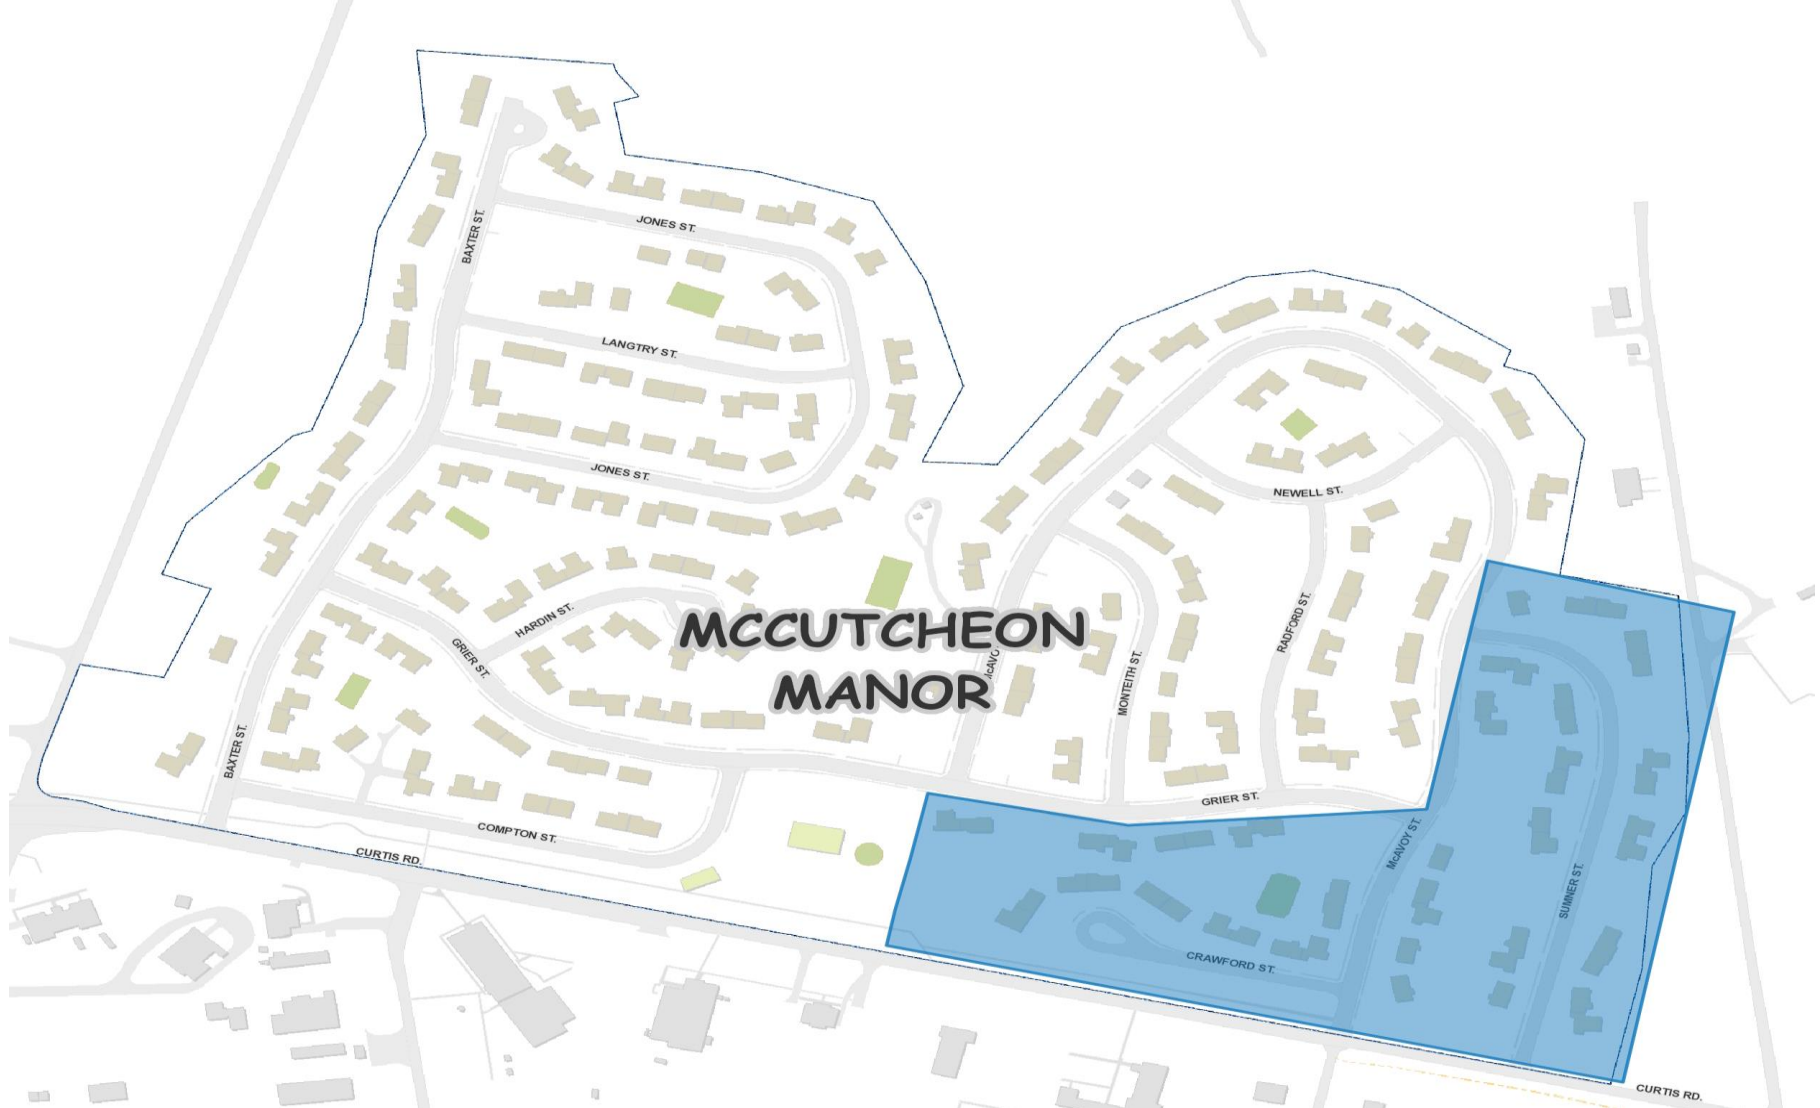 JONES ST.
BAXTER ST.
LANGTRY ST.
JONES ST.
NEWELL ST.
HARDIN ST.
RADFORD ST.
MCCUTCHEON
MANOR
GRIER ST.
McAVO
MONTEITH ST.
BAXTER ST.
GRIER ST.
COMPTON ST.
McAVOY ST.
CURTIS RD.
SUMNER ST.
CRAWFORD ST.
CURTIS RD.